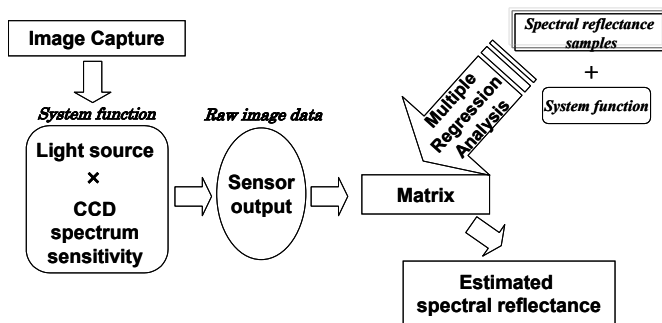 Image Capture
System function
Light source
×
CCD
spectrum
sensitivity
Raw image data
Sensor
output
Matrix
Multiple
Regression
Analysis
Spectral reflectance
samples
+
System function
Estimated
spectral reflectance